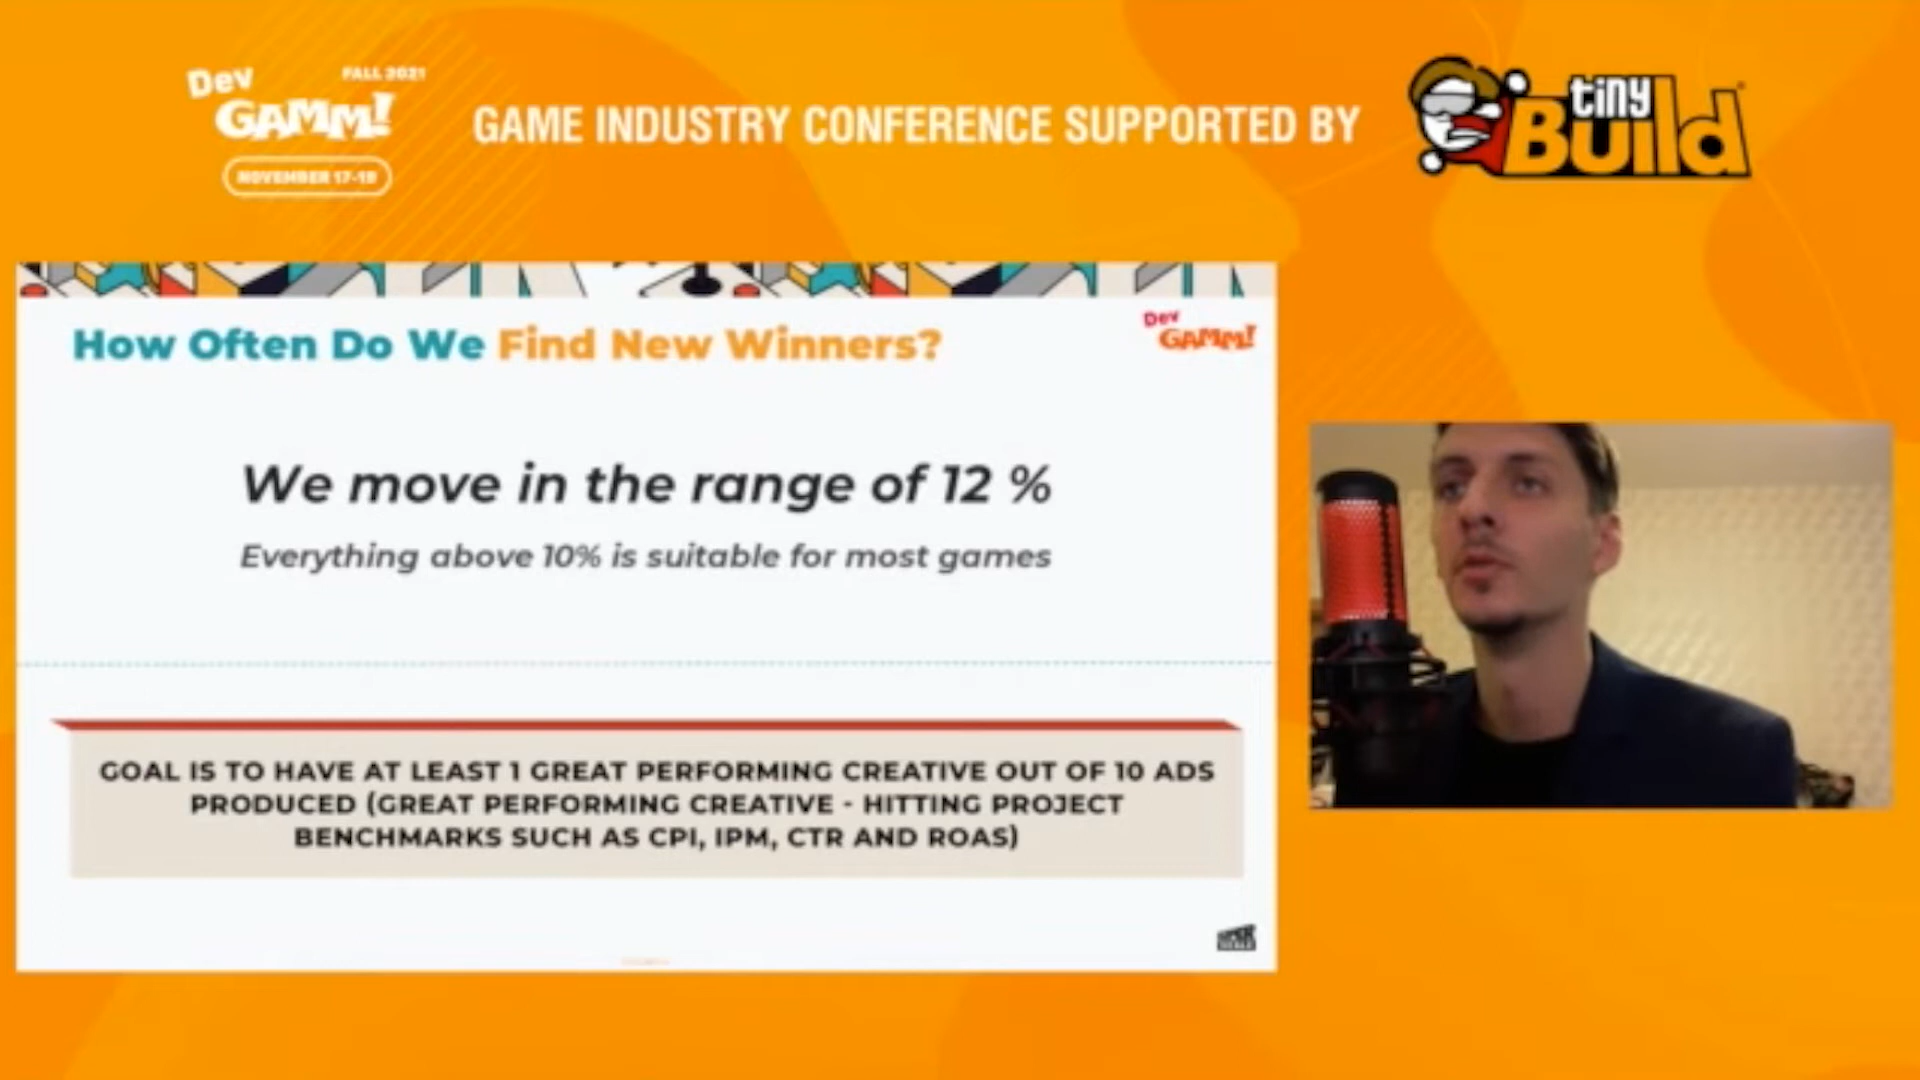 Dev
GAMM!
FALL 2021
NOVEMBER 17-19
GAME INDUSTRY CONFERENCE SUPPORTED BY
tiny
Build
How Often Do We Find New Winners?
Dev
GAMM!
We move in the range of 12 %
Everything above 10% is suitable for most games
GOAL IS TO HAVE AT LEAST 1 GREAT PERFORMING CREATIVE OUT OF 10 ADS
PRODUCED (GREAT PERFORMING CREATIVE - HITTING PROJECT
BENCHMARKS SUCH AS CPI, IPM, CTR AND ROAS)
SUPER
SCALE